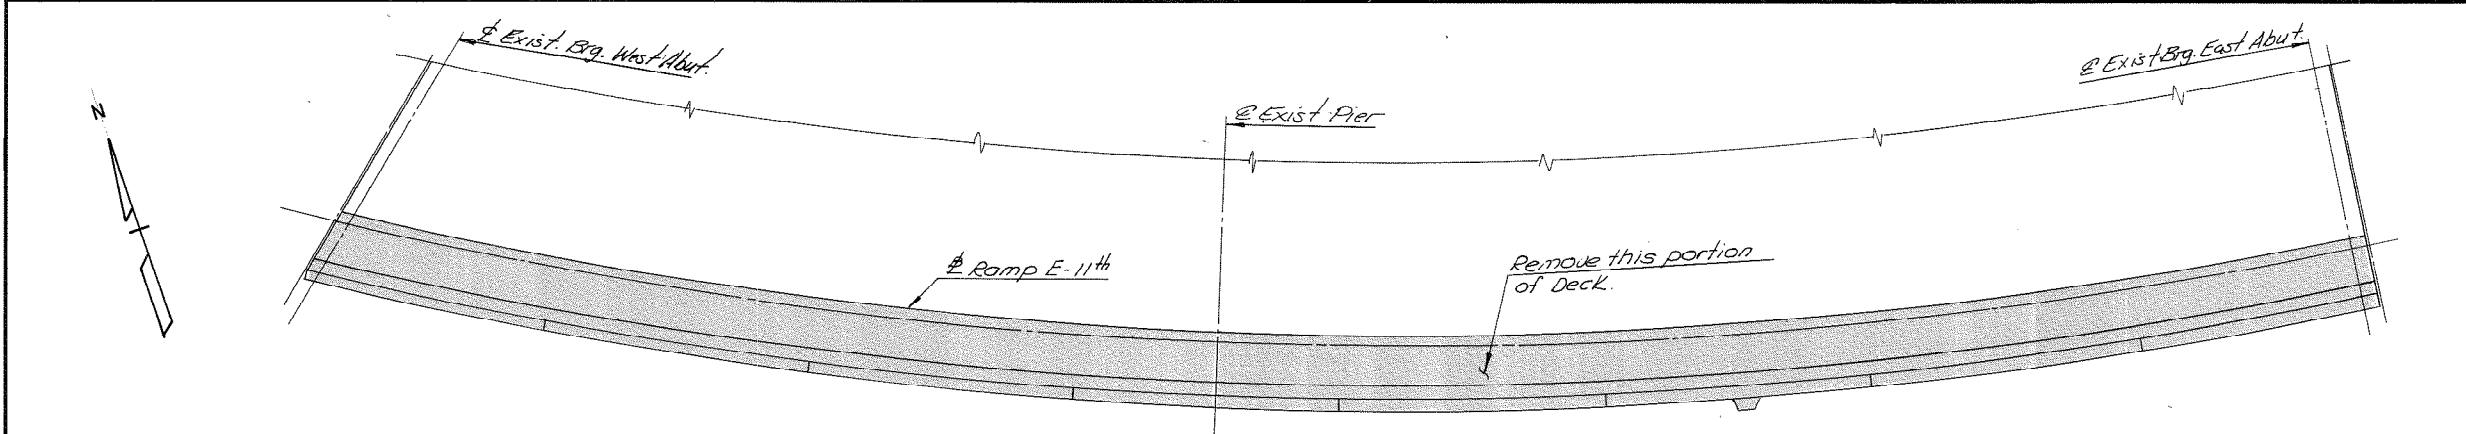 ℄ Exist. Brg. West Abut.
℄ Exist Brg. East Abut.
N
℄ Exist Pier
℄ Ramp E-11th
Remove this portion
of Deck.